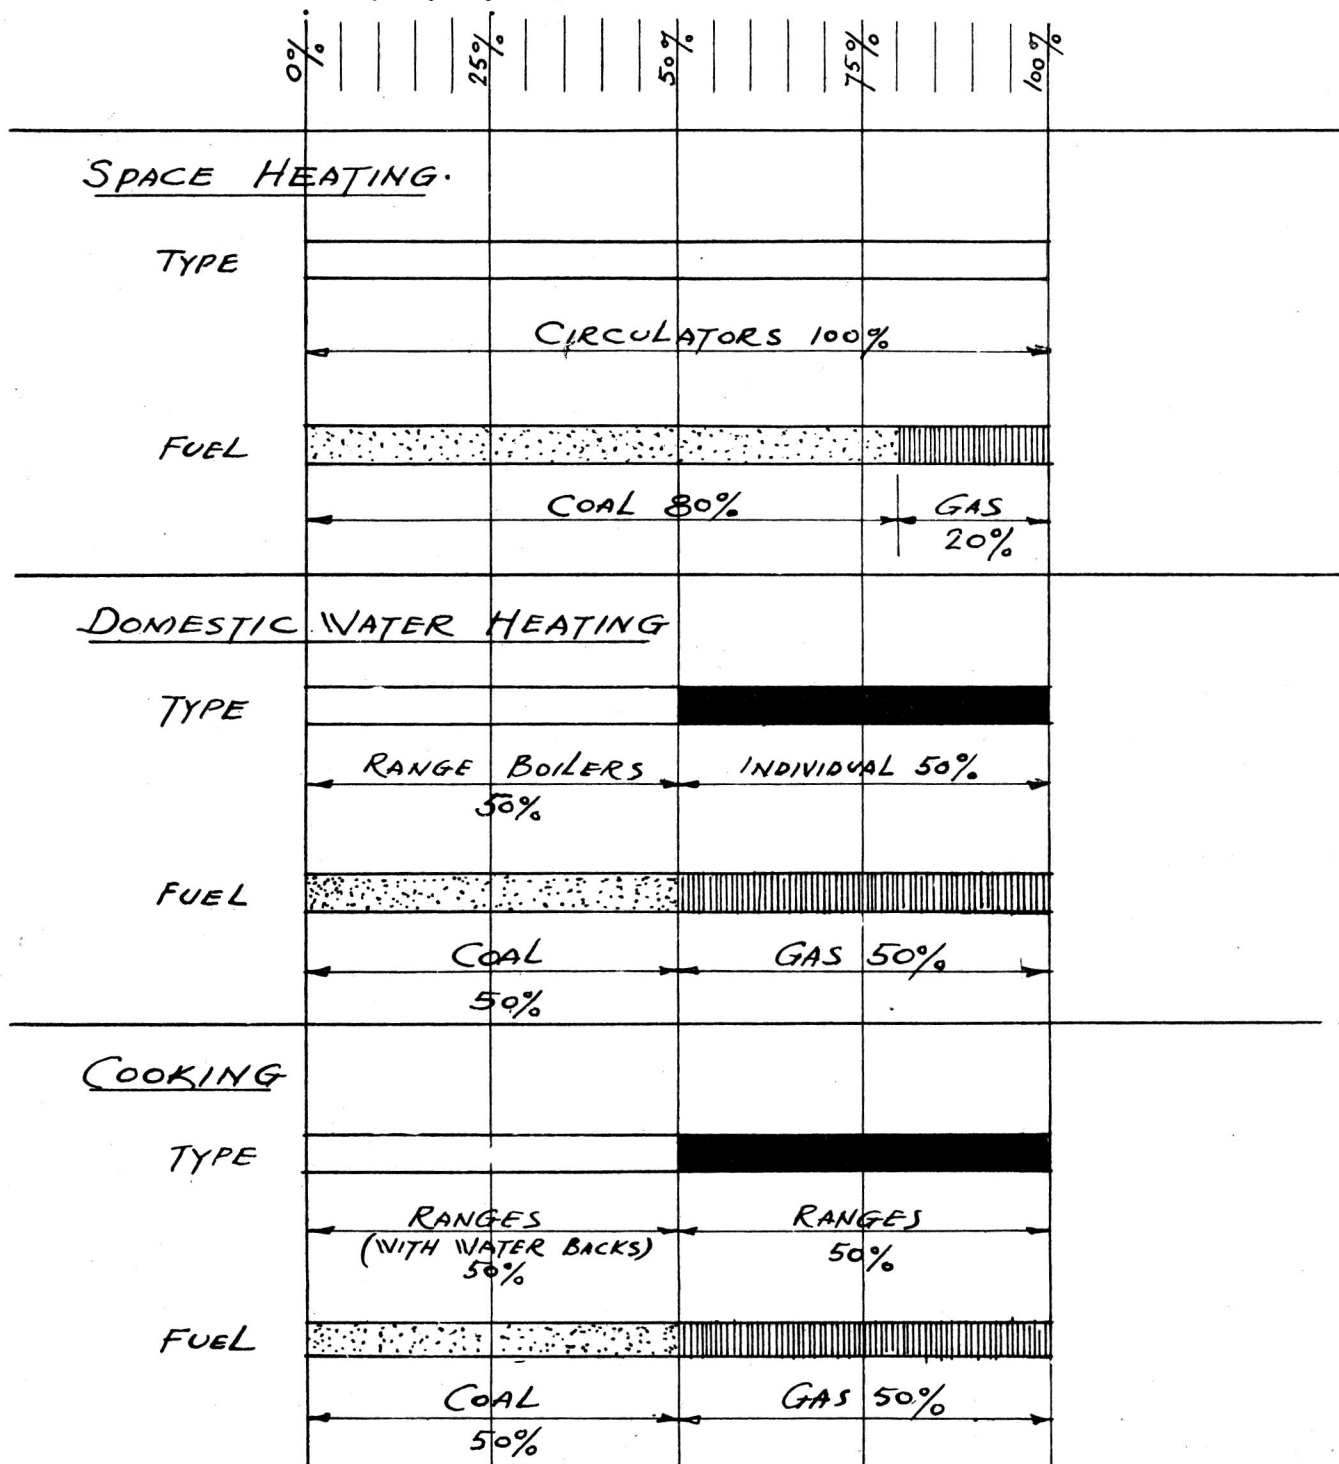 0% 25% 50% 75% 100%
SPACE HEATING.
TYPE
CIRCULATORS 100%
FUEL
COAL 80% GAS
20%
DOMESTIC WATER HEATING
TYPE
RANGE BOILERS INDIVIDUAL 50%
50%
FUEL
COAL GAS 50%
50%
COOKING
TYPE
RANGES RANGES
(WITH WATER BACKS) 50%
50%
FUEL
COAL GAS 50%
50%